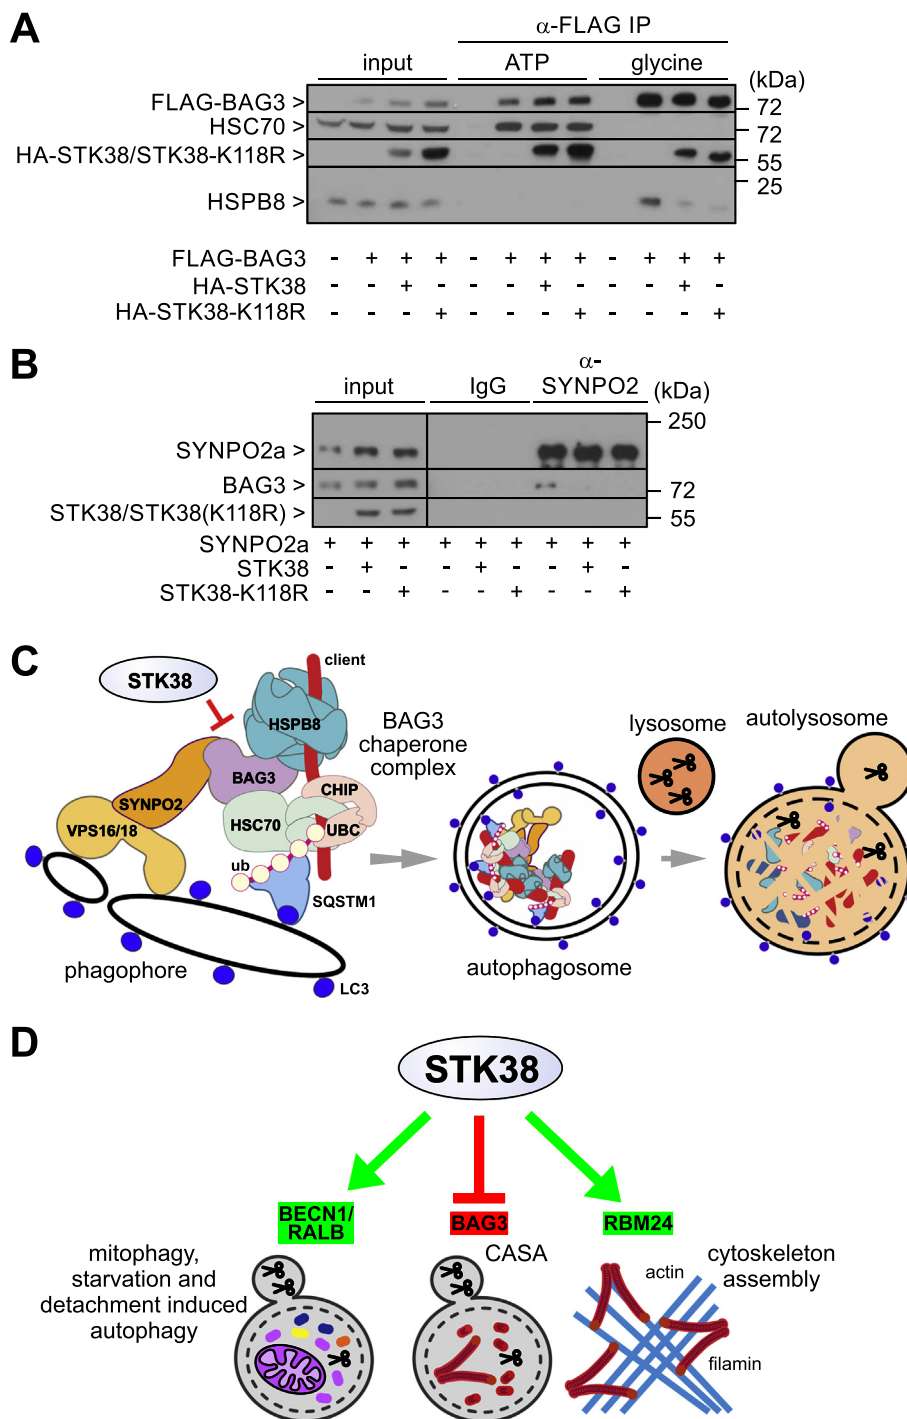 A
α-FLAG IP
input ATP glycine (kDa)
FLAG-BAG3 > 72
HSC70 > 72
HA-STK38/STK38-K118R > 55
25
HSPB8 >
FLAG-BAG3 - + + + - + + + - + + +
HA-STK38 - - + - - - + - - - + -
HA-STK38-K118R - - - + - - - + - - - +
B
α-
input IgG SYNPO2 (kDa)
250
SYNPO2a >
BAG3 > 72
STK38/STK38(K118R) > 55
SYNPO2a + + + + + + + + +
STK38 - + - - + - - + -
STK38-K118R - - + - - + - - +
C
client
STK38
HSPB8
BAG3
chaperone
complex
lysosome
autolysosome
BAG3
CHIP
SYNPO2
HSC70
UBC
VPS16/18
ub
SQSTM1
phagophore
LC3
autophagosome
D
STK38
BECN1/
RALB
BAG3
RBM24
mitophagy,
starvation and
detachment induced
autophagy
CASA
cytoskeleton
assembly
actin
filamin